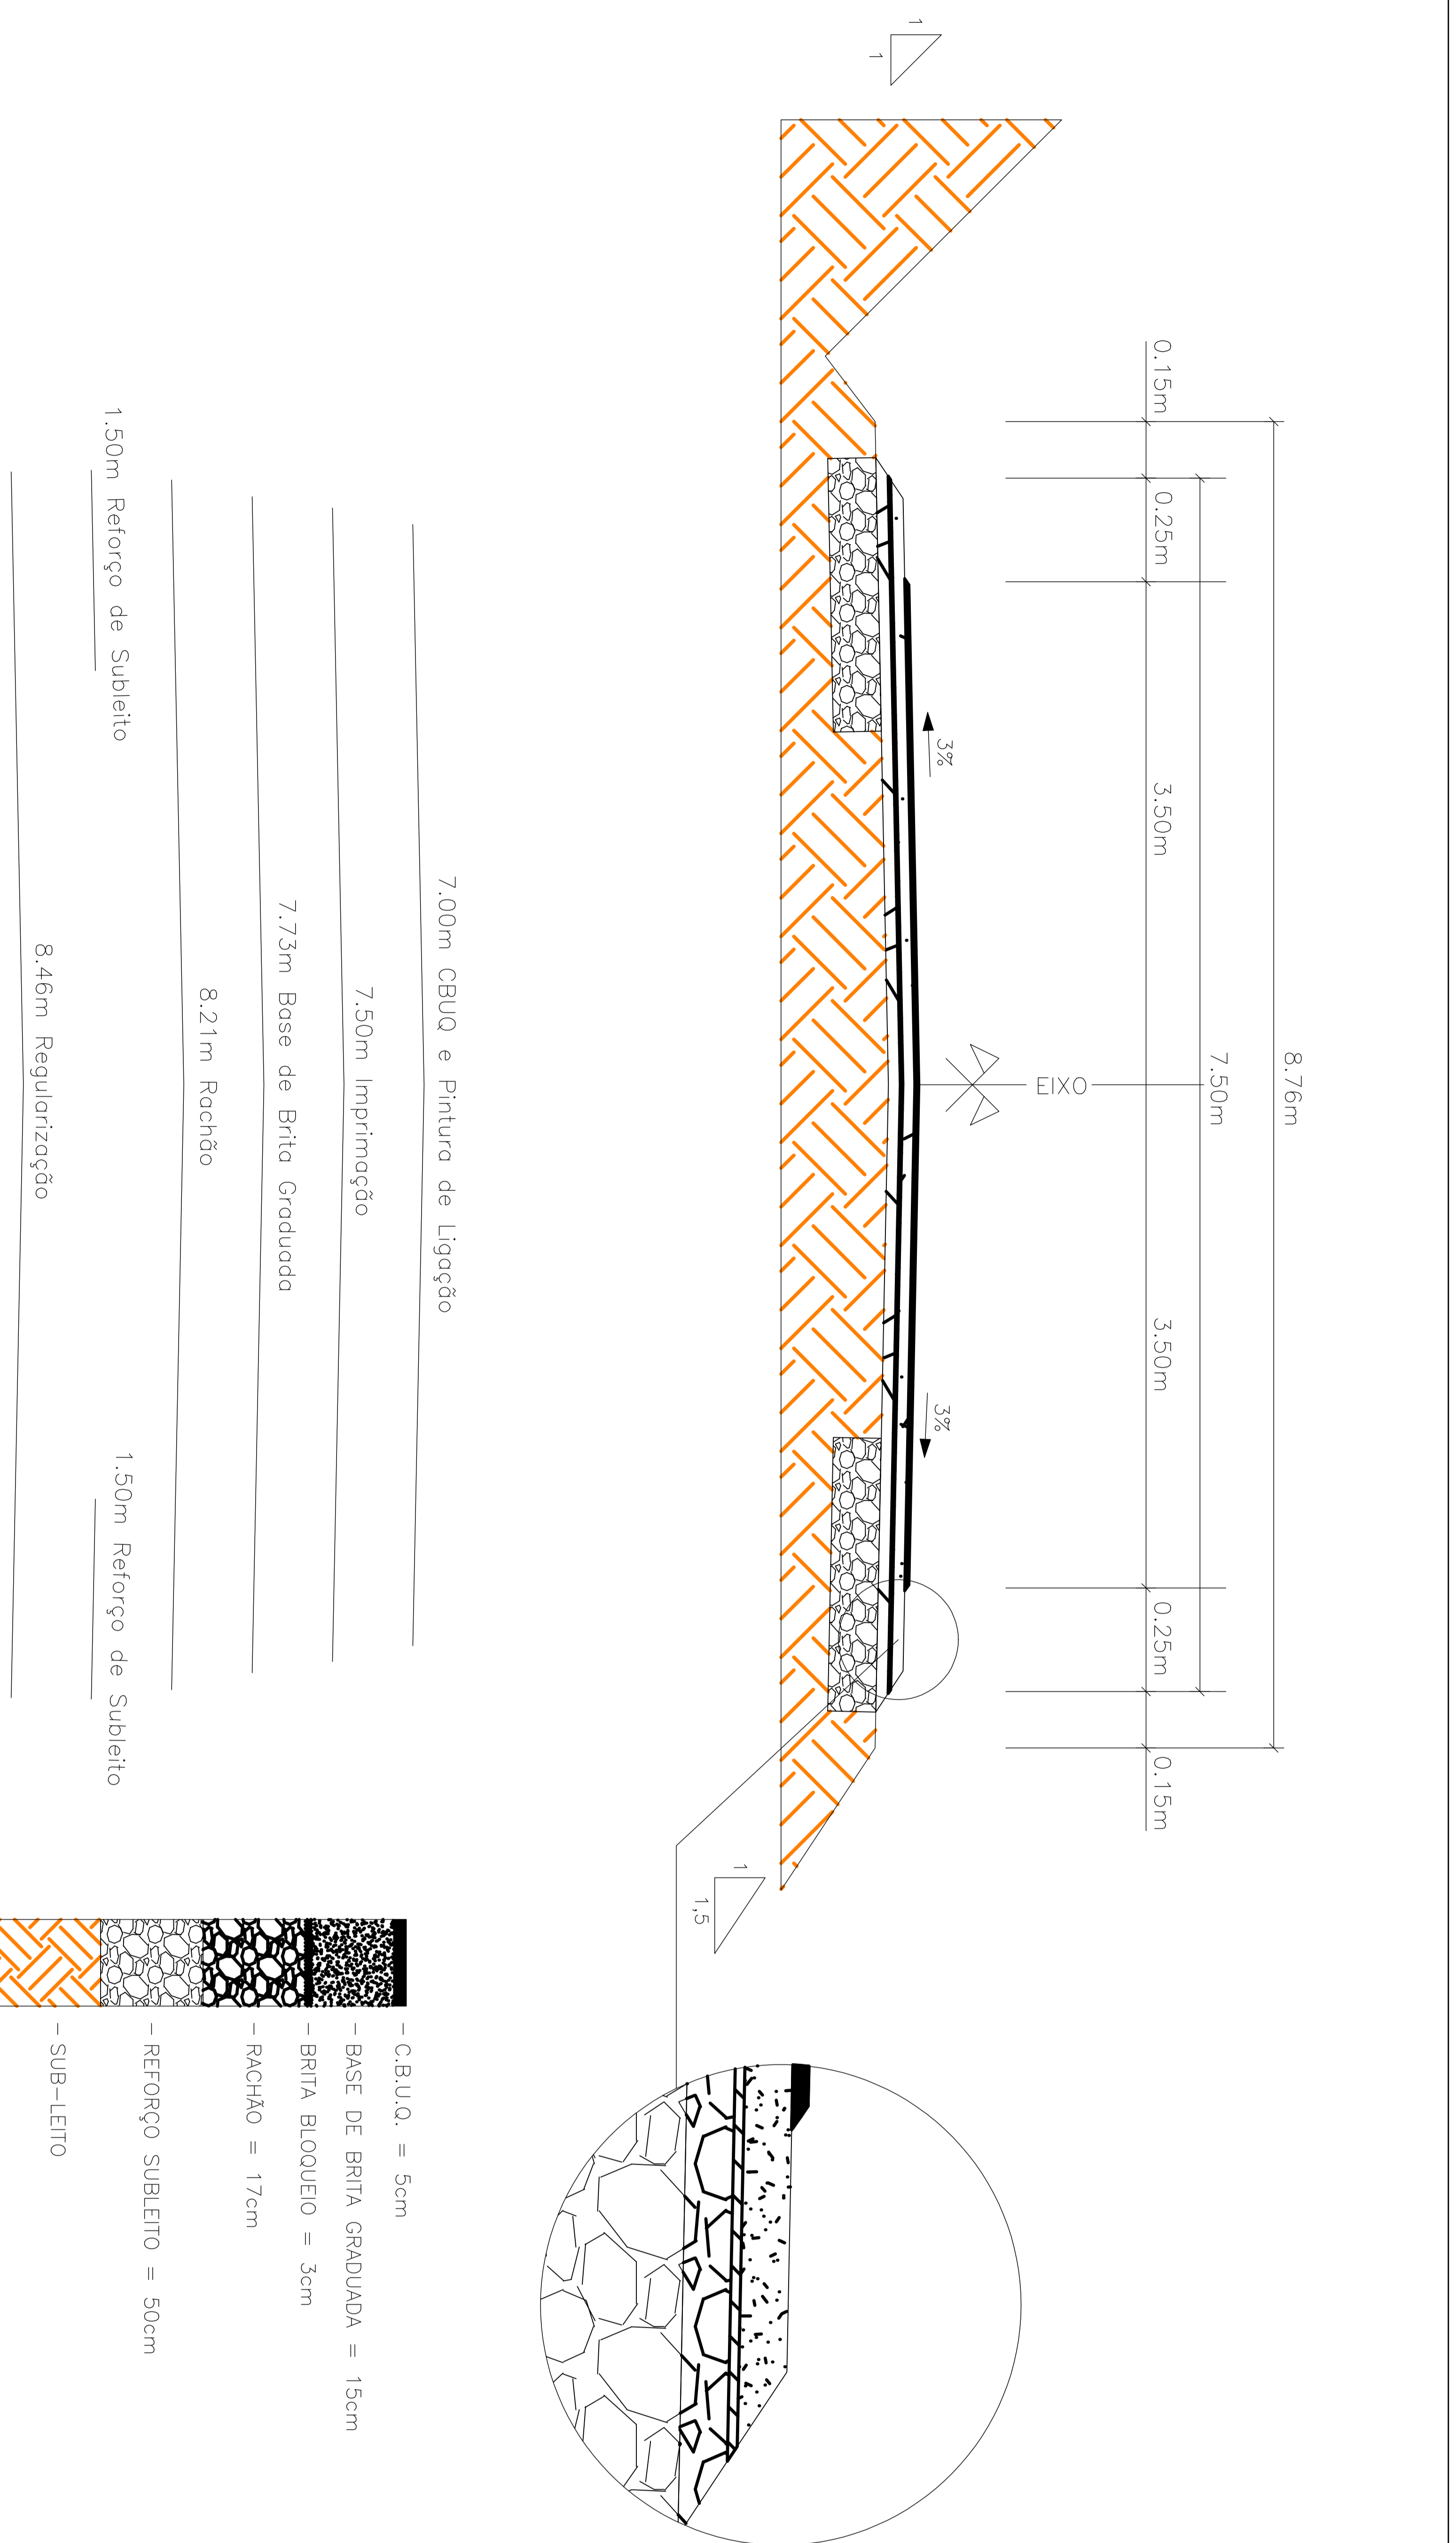 8.76m
7.50m
0.15m
0.25m
3.50m
3.50m
0.25m
0.15m
EIXO
3%
3%
1
1
1
1,5
7.00m CBUQ e Pintura de Ligação
7.50m Imprimação
7.73m Base de Brita Graduada
8.21m Rachão
1.50m Reforço de Subleito
1.50m Reforço de Subleito
8.46m Regularização
- C.B.U.Q. = 5cm
- BASE DE BRITA GRADUADA = 15cm
- BRITA BLOQUEIO = 3cm
- RACHÃO = 17cm
- REFORÇO SUBLEITO = 50cm
- SUB-LEITO